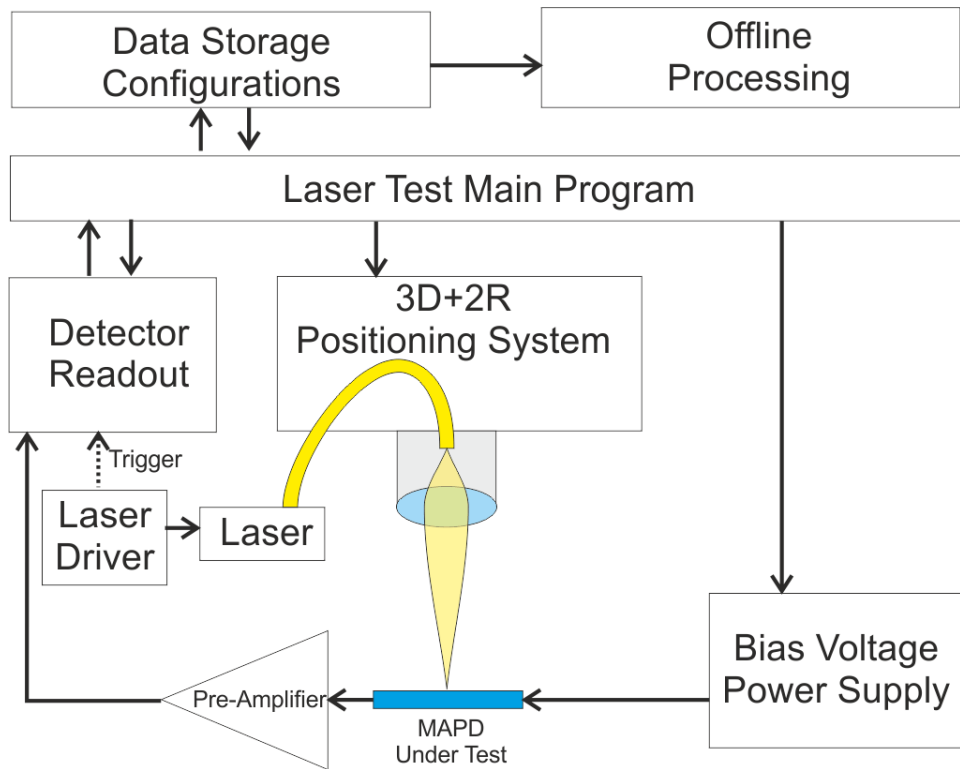 Data Storage
Configurations
Offline
Processing
Laser Test Main Program
Detector
Readout
3D+2R
Positioning System
Trigger
Laser
Driver
Laser
Pre-Amplifier
MAPD
Under Test
Bias Voltage
Power Supply